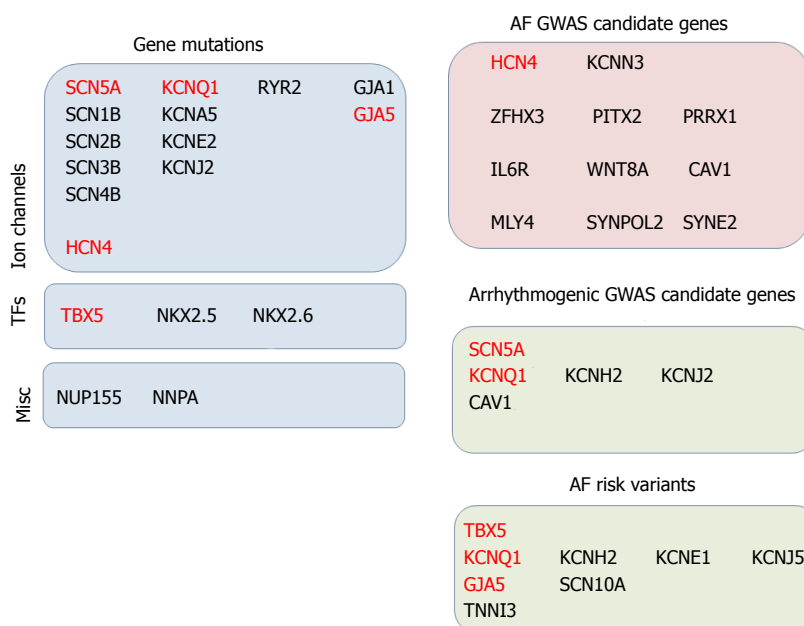 Gene mutations
Ion channels
SCN5A KCNQ1 RYR2 GJA1
SCN1B KCNA5 GJA5
SCN2B KCNE2
SCN3B KCNJ2
SCN4B
HCN4
TFs
TBX5 NKX2.5 NKX2.6
Misc
NUP155 NNPA
AF GWAS candidate genes
HCN4 KCNN3
ZFHX3 PITX2 PRRX1
IL6R WNT8A CAV1
MLY4 SYNPOL2 SYNE2
Arrhythmogenic GWAS candidate genes
SCN5A
KCNQ1 KCNH2 KCNJ2
CAV1
AF risk variants
TBX5
KCNQ1 KCNH2 KCNE1 KCNJ5
GJA5 SCN10A
TNNI3